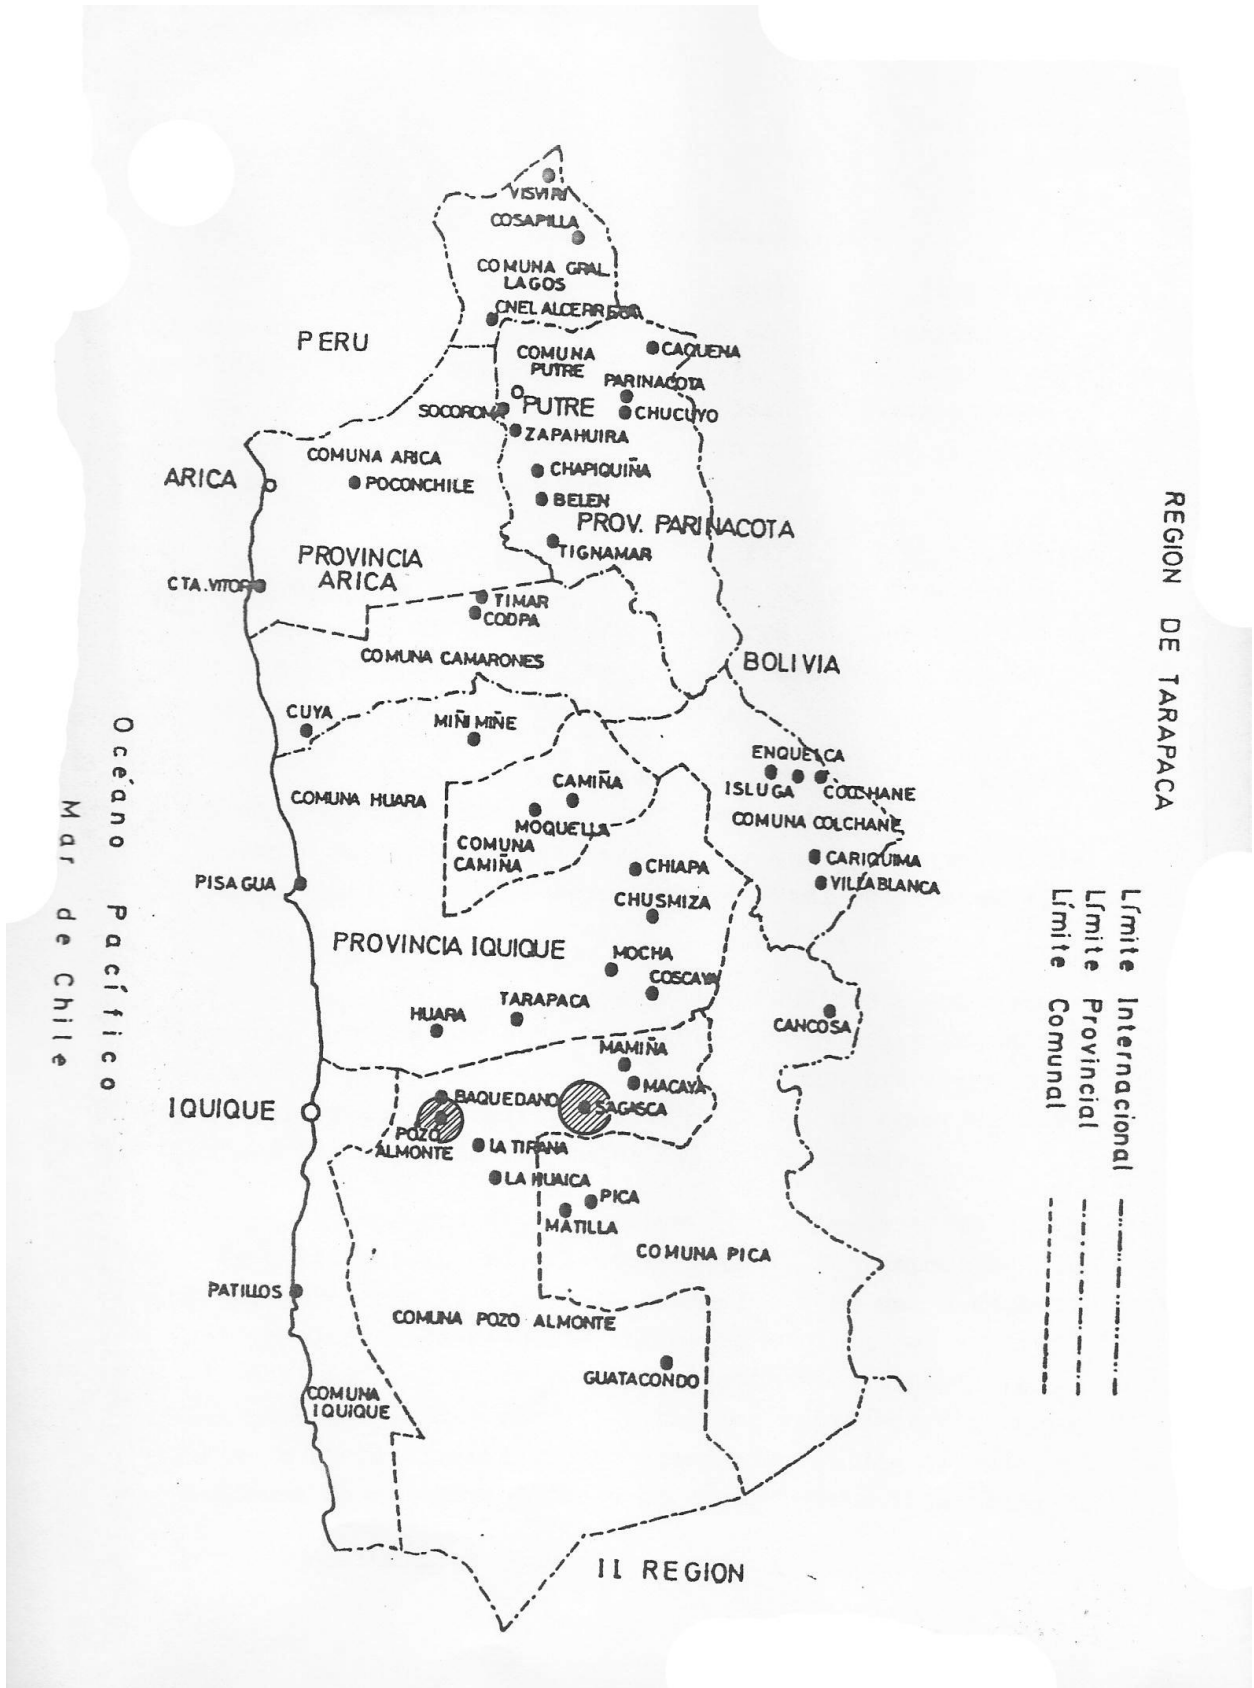 VISVIRI
COSAPILLA
COMUNA GRAL.
LAGOS
CNEL ALCERRECA
PERU
COMUNA
PUTRE
CAQUENA
PARINACOTA
SOCOROMA
PUTRE
CHUCUYO
ZAPAHUIRA
COMUNA ARICA
ARICA
POCONCHILE
CHAPIQUIÑA
BELEN
PROV. PARINACOTA
TIGNAMAR
PROVINCIA
ARICA
CTA. VITOR
TIMAR
CODPA
COMUNA CAMARONES
BOLIVIA
CUYA
MIÑI MIÑE
ENQUELCA
ISLUGA
COLCHANE
COMUNA COLCHANE
COMUNA HUARA
CAMIÑA
MOQUELLA
COMUNA
CAMIÑA
CARIQUIMA
VILLABLANCA
CHIAPA
PISAGUA
CHUSMIZA
PROVINCIA IQUIQUE
MOCHA
COSCAYA
TARAPACA
HUARA
CANCOSA
MAMIÑA
MACAYA
IQUIQUE
BAQUEDANO
SAGASCA
POZO
ALMONTE
LA TIRANA
LA HUAICA
PICA
MATILLA
COMUNA PICA
PATILLOS
COMUNA POZO ALMONTE
GUATACONDO
COMUNA
IQUIQUE
II REGION
Océano Pacífico
Mar de Chile
REGION DE TARAPACA
Límite Internacional
Límite Provincial
Límite Comunal